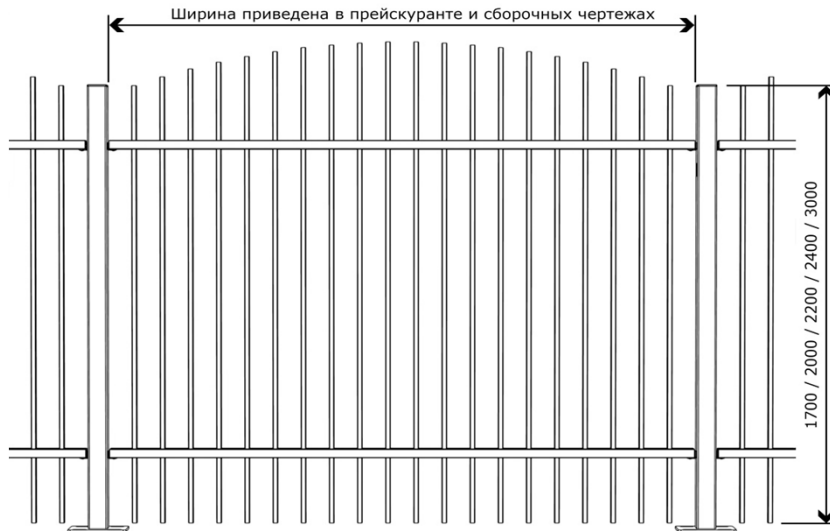 Ширина приведена в прейскуранте и сборочных чертежах
1700 / 2000 / 2200 / 2400 / 3000